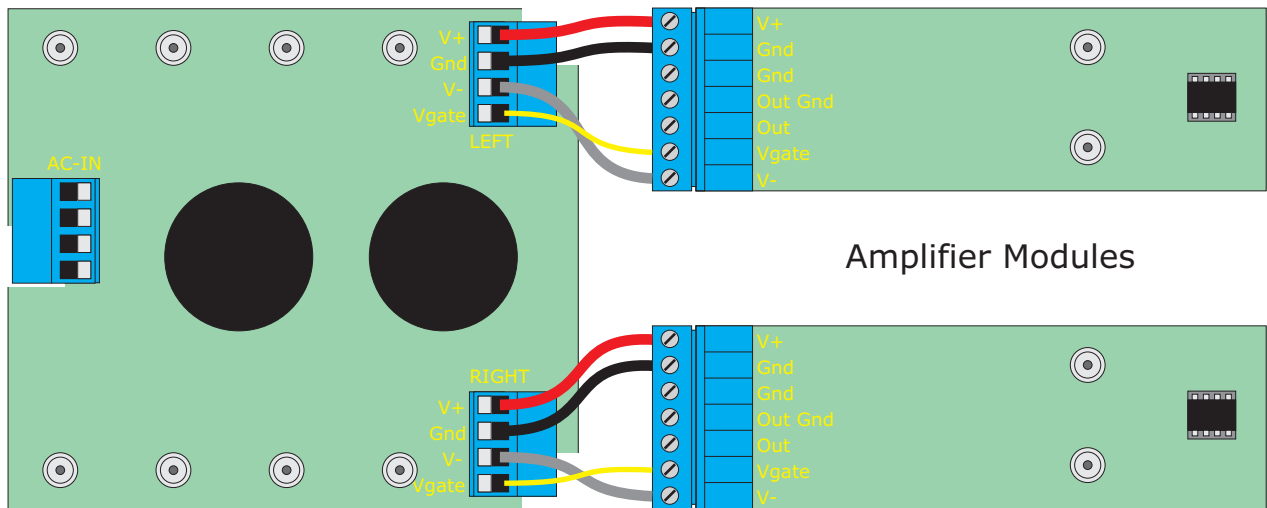 V+
Gnd
V-
Vgate
LEFT
AC-IN
V+
Gnd
Gnd
Out Gnd
Out
Vgate
V-
Amplifier Modules
RIGHT
V+
Gnd
V-
Vgate
V+
Gnd
Gnd
Out Gnd
Out
Vgate
V-